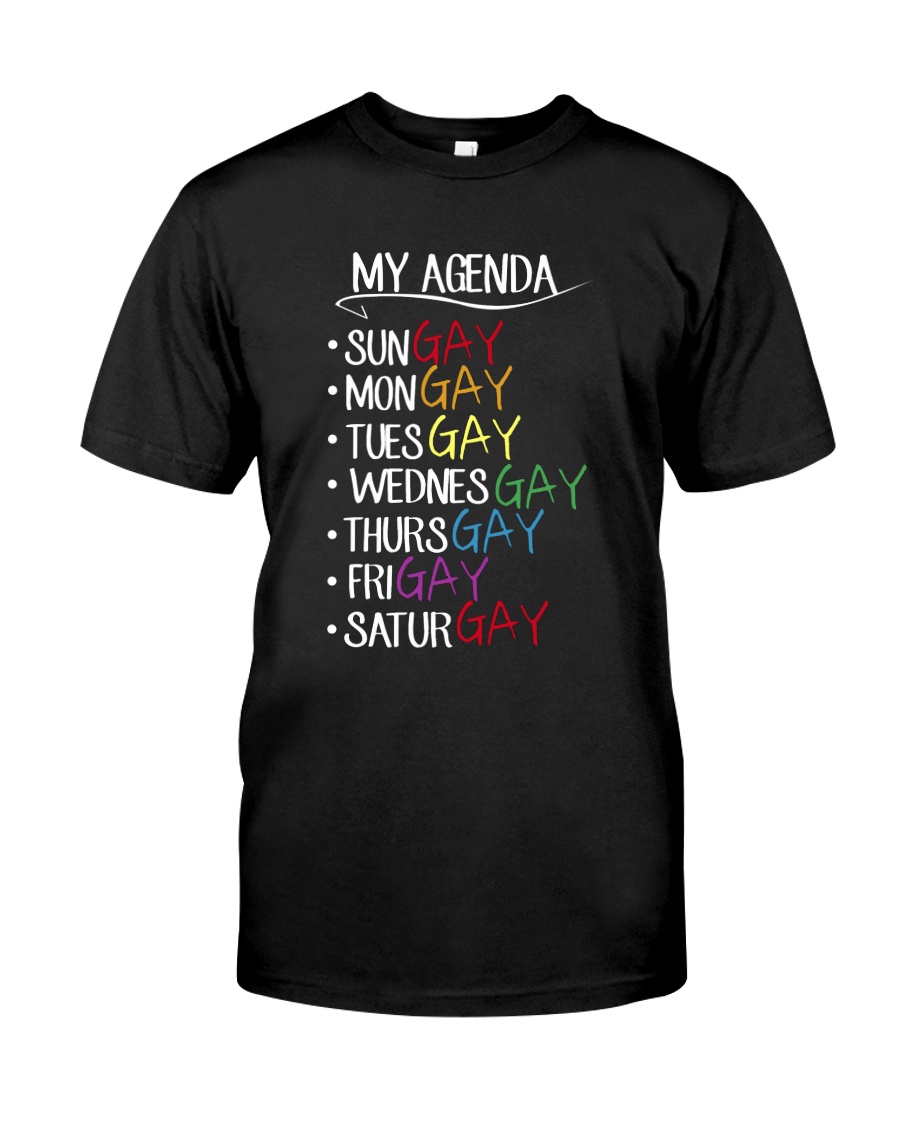 MY AGENDA
• SUNGAY
• MONGAY
• TUESGAY
• WEDNESGAY
• THURSGAY
• FRIGAY
• SATURGAY